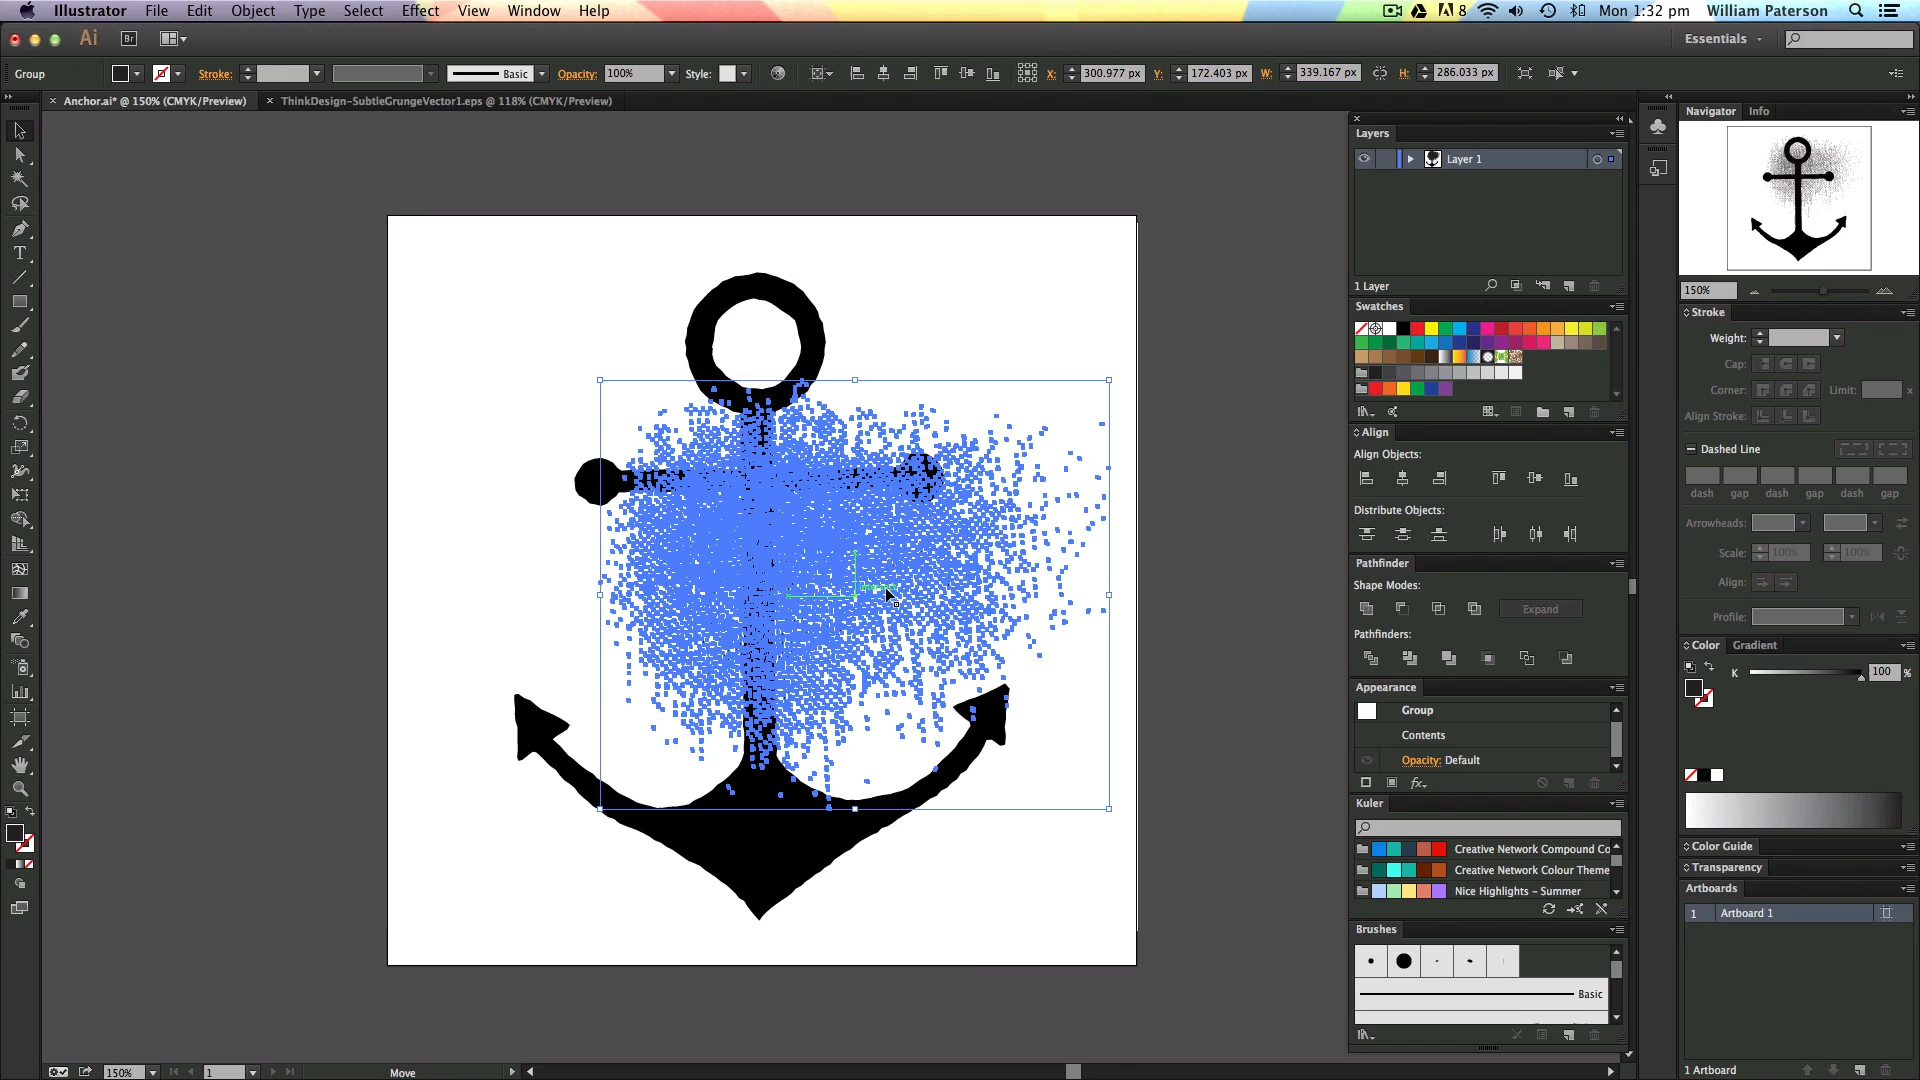 Illustrator File Edit Object Type Select Effect View Window Help
8 Mon 1:32 pm William Paterson
Ai Br Essentials
Group Stroke: Basic Opacity: 100% Style: X: 300.977 px Y: 172.403 px W: 339.167 px H: 286.033 px
Anchor.ai* @ 150% (CMYK/Preview) ThinkDesign-SubtleGrungeVector1.eps @ 118% (CMYK/Preview)
Layers
Layer 1
1 Layer
Swatches
Align
Align Objects:
Distribute Objects:
Pathfinder
Shape Modes:
Expand
Pathfinders:
Appearance
Group
Contents
Opacity: Default
fx
Kuler
Creative Network Compound Co
Creative Network Colour Theme
Nice Highlights - Summer
Brushes
Basic
Navigator Info
150%
Stroke
Weight:
Cap:
Corner: Limit: x
Align Stroke:
Dashed Line
dash gap dash gap dash gap
Arrowheads:
Scale: 100% 100%
Align:
Profile:
Color Gradient
K 100 %
Color Guide
Transparency
Artboards
1 Artboard 1
1 Artboard
150% 1 Move